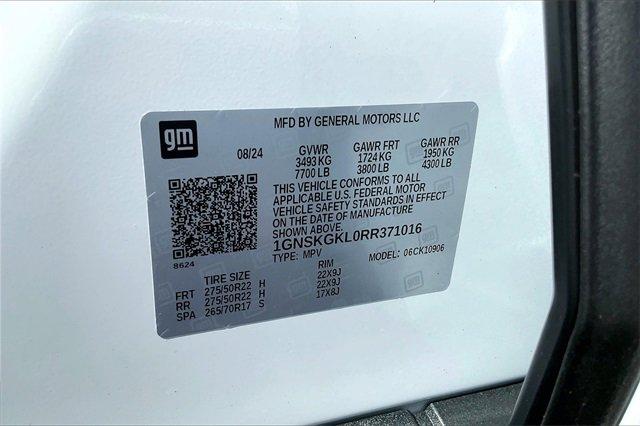 gm
MFD BY GENERAL MOTORS LLC
08/24 GVWR GAWR FRT GAWR RR
3493 KG 1724 KG 1950 KG
7700 LB 3800 LB 4300 LB
THIS VEHICLE CONFORMS TO ALL
APPLICABLE U.S. FEDERAL MOTOR
VEHICLE SAFETY STANDARDS IN EFFECT
ON THE DATE OF MANUFACTURE
1GNSKGKL0RR371016
8624 TYPE: MPV MODEL: 06CK10906
TIRE SIZE RIM
FRT 275/50R22 H 22X9J
RR 275/50R22 H 22X9J
SPA 265/70R17 S 17X8J